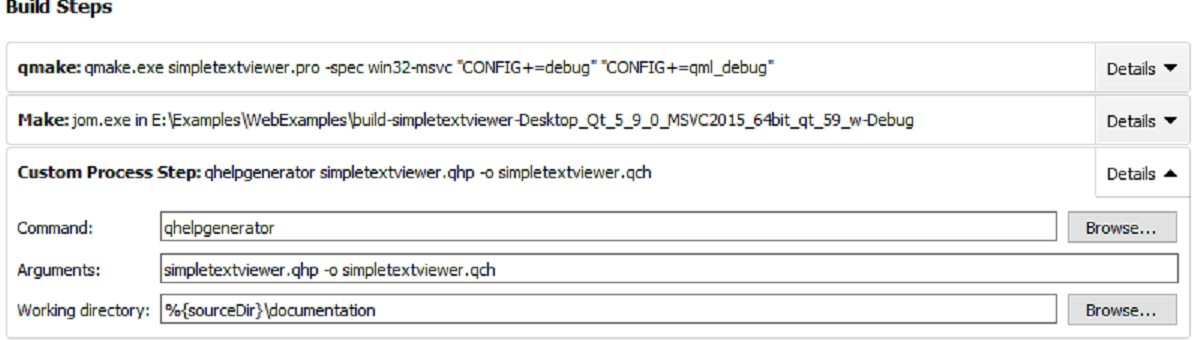 Build Steps
qmake: qmake.exe simpletextviewer.pro -spec win32-msvc "CONFIG+=debug" "CONFIG+=qml_debug"
Details
Make: jom.exe in E:\Examples\WebExamples\build-simpletextviewer-Desktop_Qt_5_9_0_MSVC2015_64bit_qt_59_w-Debug
Details
Custom Process Step: qhelpgenerator simpletextviewer.qhp -o simpletextviewer.qch
Details
Command: qhelpgenerator Browse...
Arguments: simpletextviewer.qhp -o simpletextviewer.qch
Working directory: %{sourceDir}\documentation Browse...